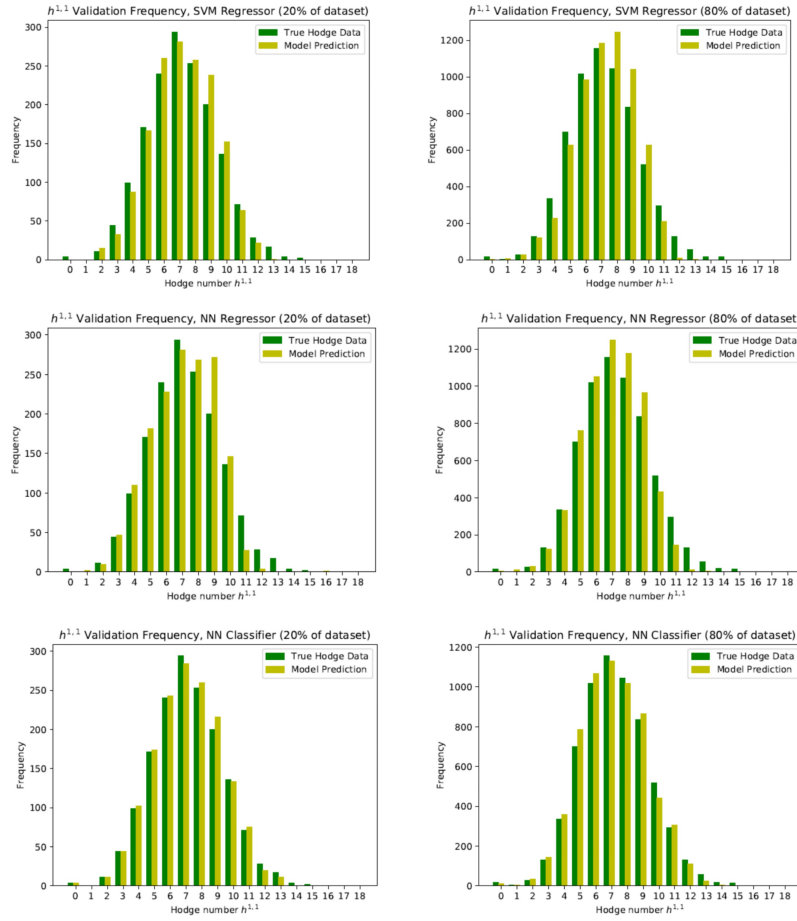 h^{1,1} Validation Frequency, SVM Regressor (20% of dataset)
True Hodge Data
Model Prediction
300
250
200
150
100
50
0
Frequency
0 1 2 3 4 5 6 7 8 9 10 11 12 13 14 15 16 17 18
Hodge number h^{1,1}
h^{1,1} Validation Frequency, SVM Regressor (80% of dataset
True Hodge Data
Model Prediction
1200
1000
800
600
400
200
0
Frequency
0 1 2 3 4 5 6 7 8 9 10 11 12 13 14 15 16 17 18
Hodge number h^{1,1}
h^{1,1} Validation Frequency, NN Regressor (20% of dataset)
True Hodge Data
Model Prediction
300
250
200
150
100
50
0
Frequency
0 1 2 3 4 5 6 7 8 9 10 11 12 13 14 15 16 17 18
Hodge number h^{1,1}
h^{1,1} Validation Frequency, NN Regressor (80% of dataset
True Hodge Data
Model Prediction
1200
1000
800
600
400
200
0
Frequency
0 1 2 3 4 5 6 7 8 9 10 11 12 13 14 15 16 17 18
Hodge number h^{1,1}
h^{1,1} Validation Frequency, NN Classifier (20% of dataset)
True Hodge Data
Model Prediction
300
250
200
150
100
50
0
Frequency
0 1 2 3 4 5 6 7 8 9 10 11 12 13 14 15 16 17 18
Hodge number h^{1,1}
h^{1,1} Validation Frequency, NN Classifier (80% of dataset)
True Hodge Data
Model Prediction
1200
1000
800
600
400
200
0
Frequency
0 1 2 3 4 5 6 7 8 9 10 11 12 13 14 15 16 17 18
Hodge number h^{1,1}